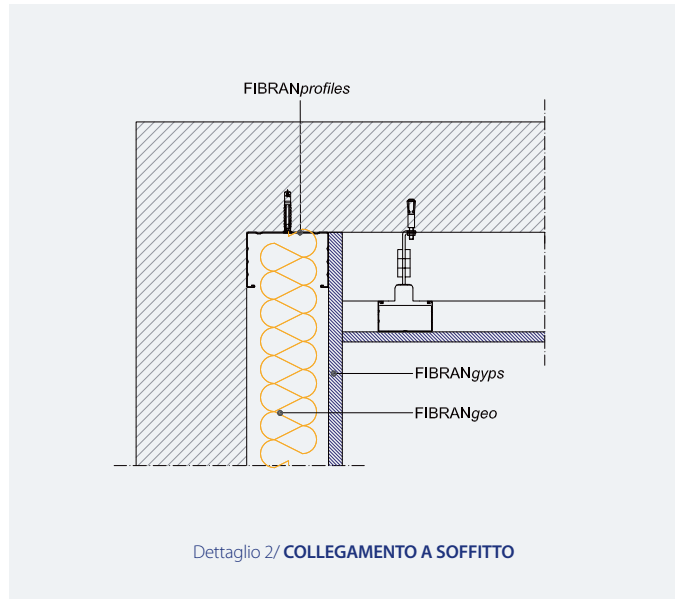 FIBRANprofiles
FIBRANgyps
FIBRANgeo
Dettaglio 2/ COLLEGAMENTO A SOFFITTO